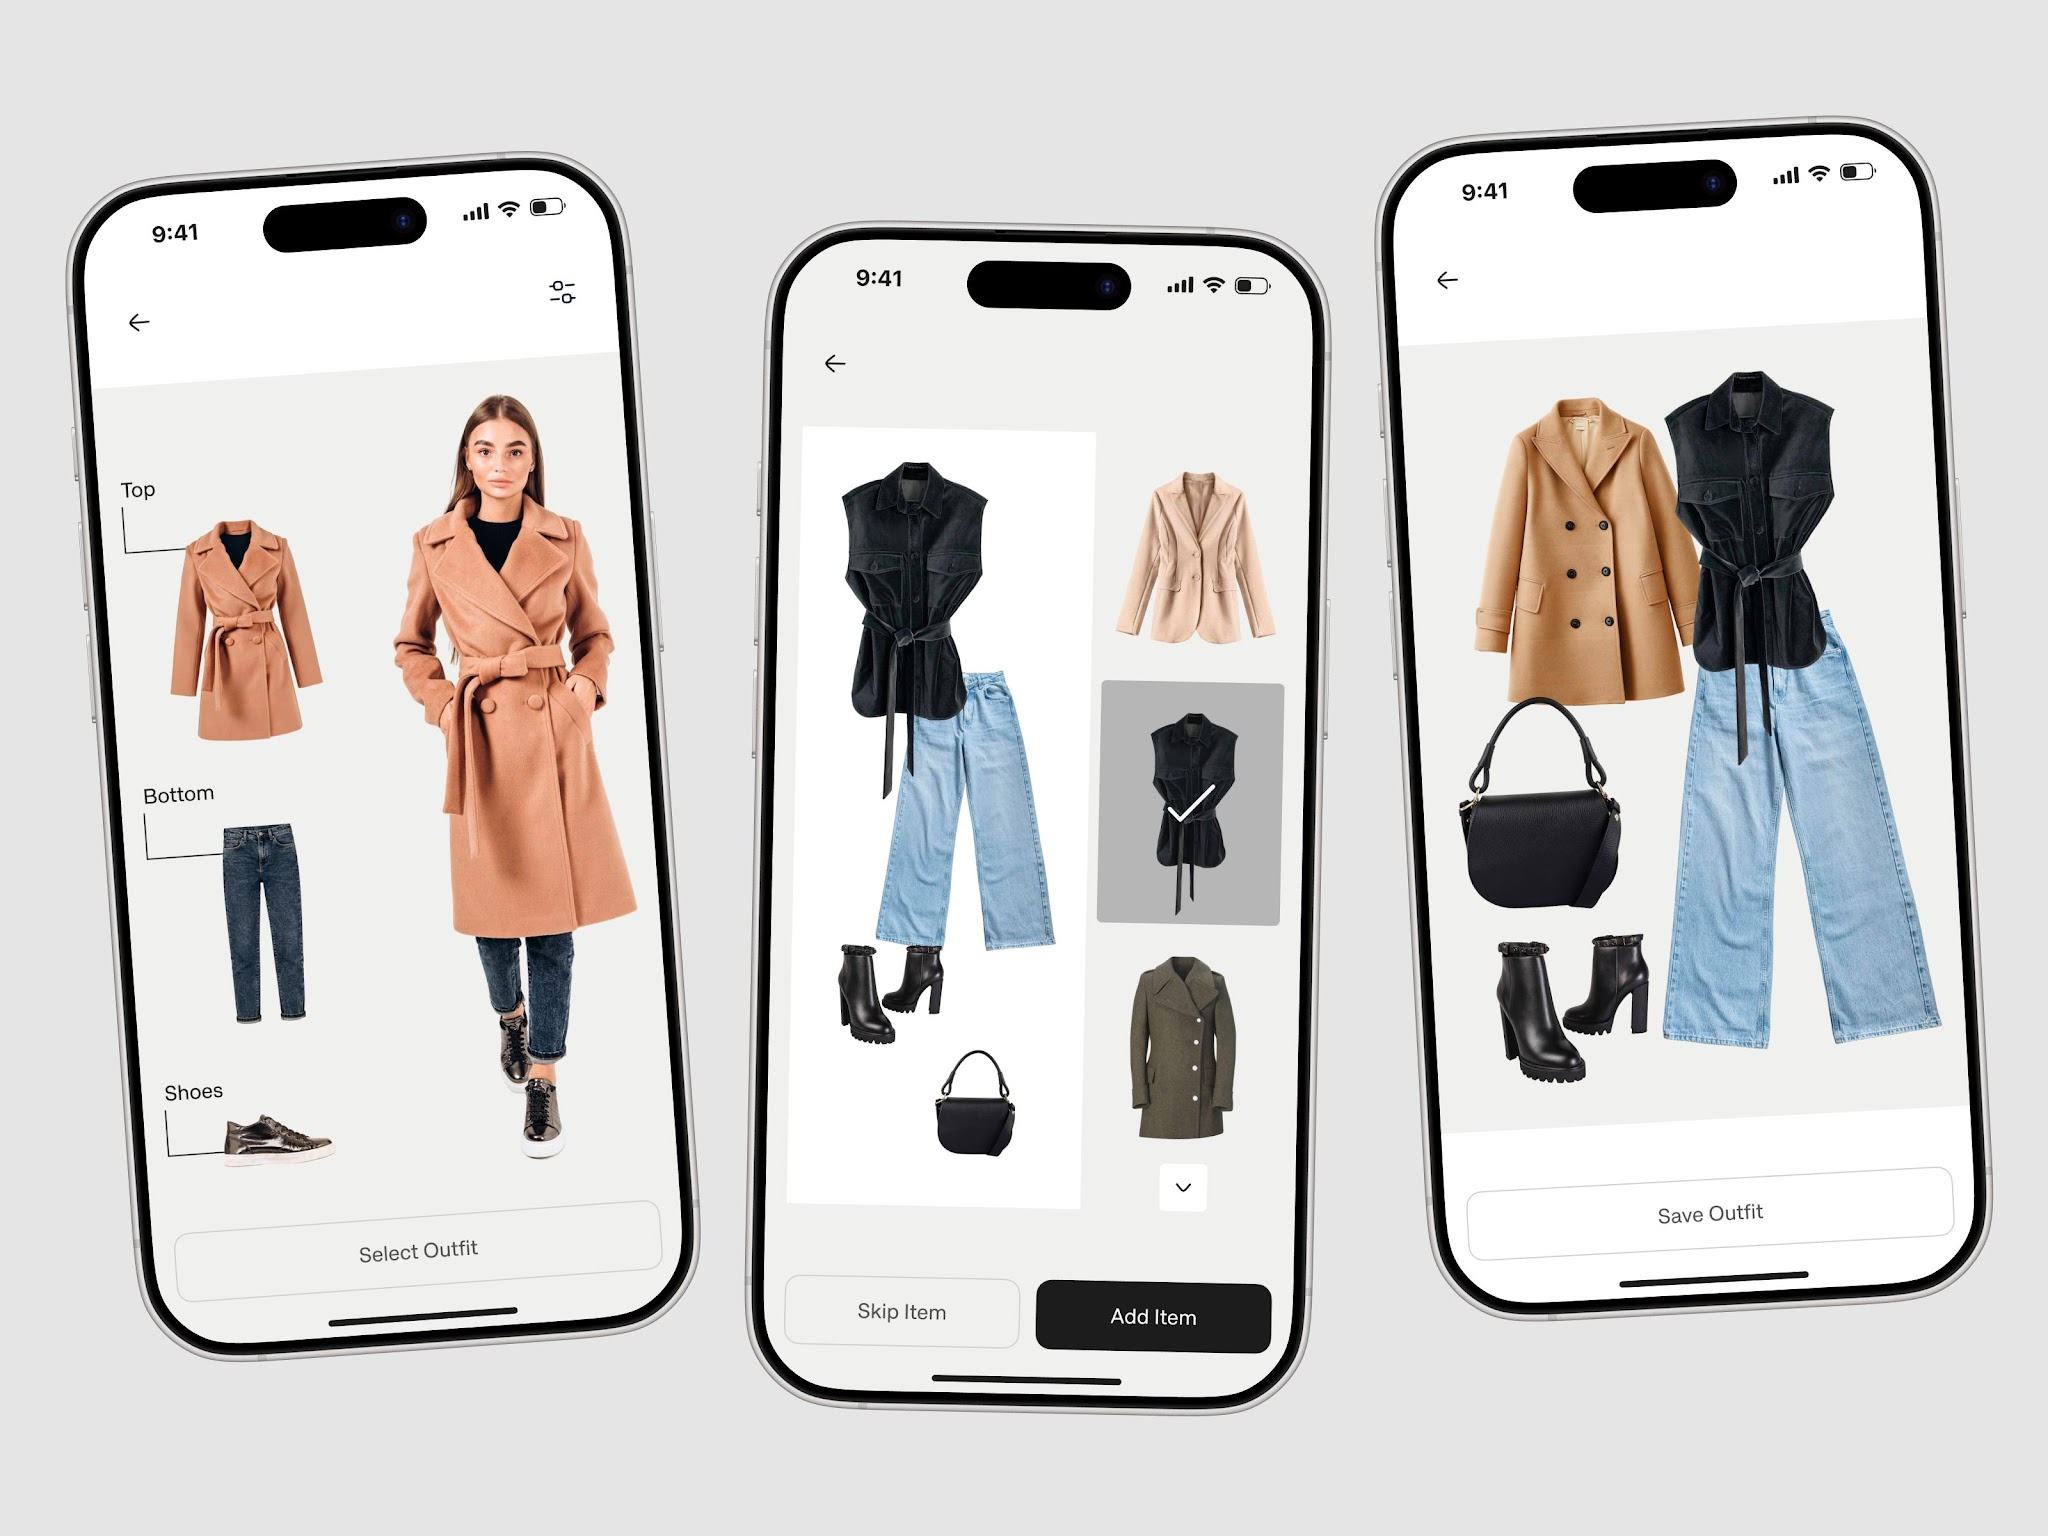 9:41
Top
Bottom
Shoes
Select Outfit
9:41
Skip Item
Add Item
9:41
Save Outfit